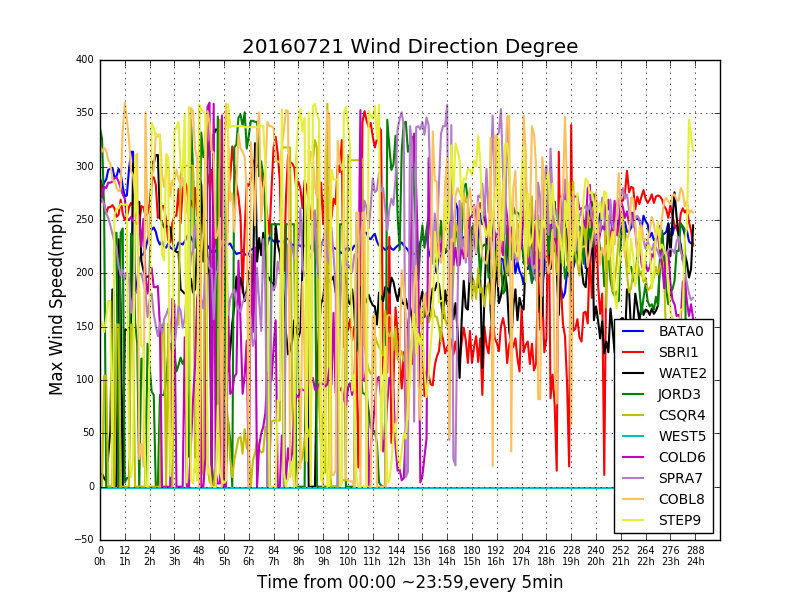 20160721 Wind Direction Degree
Max Wind Speed(mph)
400
350
300
250
200
150
100
50
0
−50
BATA0
SBRI1
WATE2
JORD3
CSQR4
WEST5
COLD6
SPRA7
COBL8
STEP9
0 12 24 36 48 60 72 84 96 108 120 132 144 156 168 180 192 204 216 228 240 252 264 276 288
0h 1h 2h 3h 4h 5h 6h 7h 8h 9h 10h 11h 12h 13h 14h 15h 16h 17h 18h 19h 20h 21h 22h 23h 24h
Time from 00:00 ~23:59,every 5min